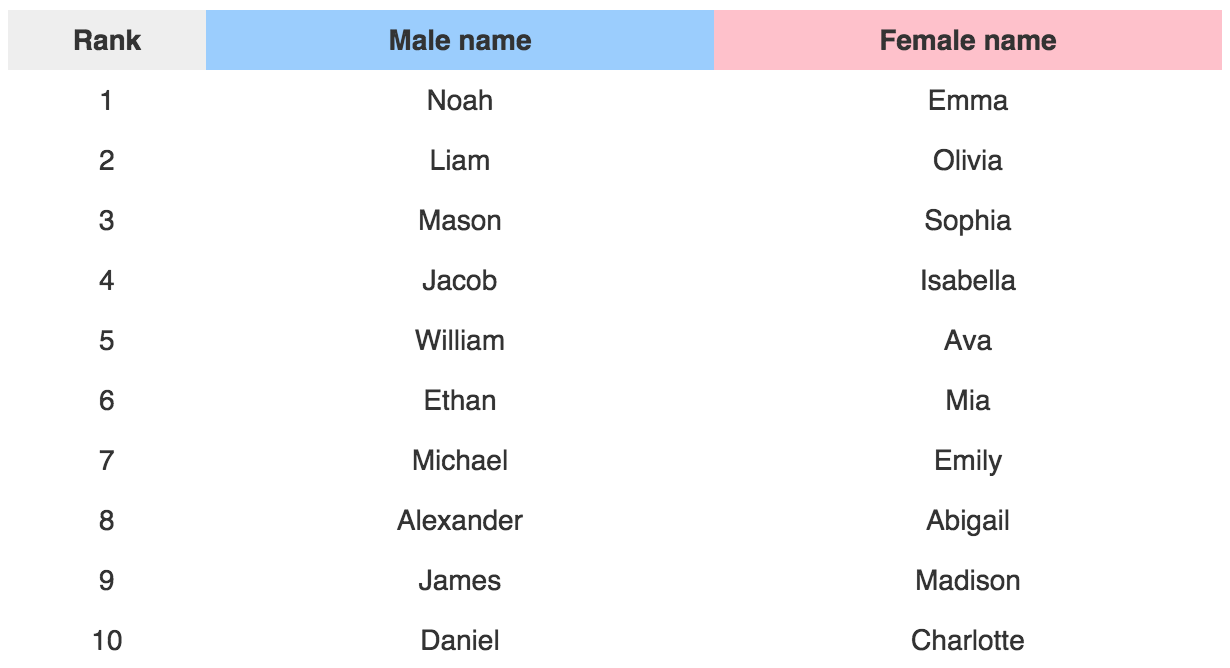 Rank Male name Female name
1 Noah Emma
2 Liam Olivia
3 Mason Sophia
4 Jacob Isabella
5 William Ava
6 Ethan Mia
7 Michael Emily
8 Alexander Abigail
9 James Madison
10 Daniel Charlotte